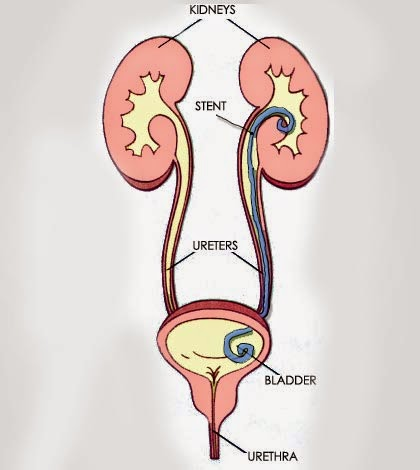 KIDNEYS
STENT
URETERS
BLADDER
URETHRA